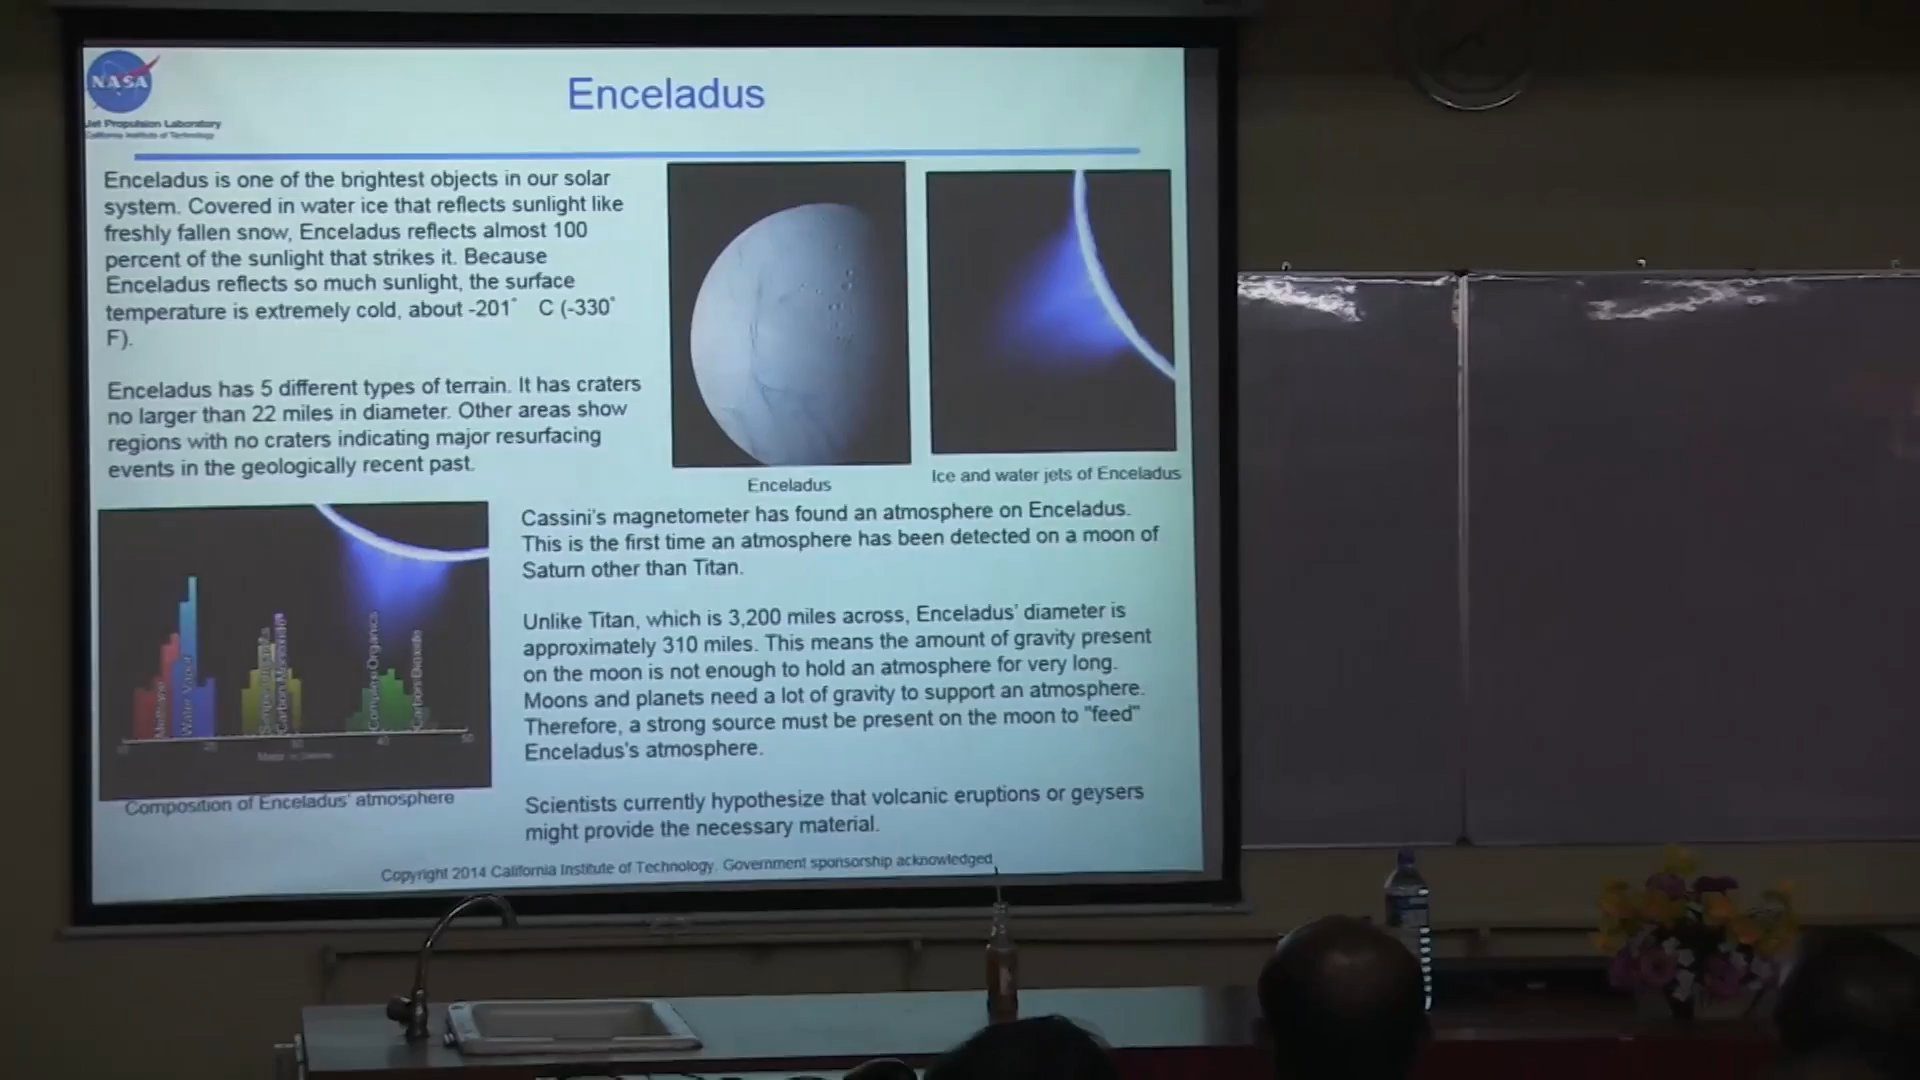 NASA
Jet Propulsion Laboratory
California Institute of Technology
Enceladus
Enceladus is one of the brightest objects in our solar
system. Covered in water ice that reflects sunlight like
freshly fallen snow, Enceladus reflects almost 100
percent of the sunlight that strikes it. Because
Enceladus reflects so much sunlight, the surface
temperature is extremely cold, about -201° C (-330°
F).
Enceladus has 5 different types of terrain. It has craters
no larger than 22 miles in diameter. Other areas show
regions with no craters indicating major resurfacing
events in the geologically recent past.
Enceladus
Ice and water jets of Enceladus
Methane
Water Vapor
Carbon Monoxide
Complex Organics
Carbon Dioxide
Composition of Enceladus' atmosphere
Cassini's magnetometer has found an atmosphere on Enceladus.
This is the first time an atmosphere has been detected on a moon of
Saturn other than Titan.
Unlike Titan, which is 3,200 miles across, Enceladus' diameter is
approximately 310 miles. This means the amount of gravity present
on the moon is not enough to hold an atmosphere for very long.
Moons and planets need a lot of gravity to support an atmosphere.
Therefore, a strong source must be present on the moon to "feed"
Enceladus's atmosphere.
Scientists currently hypothesize that volcanic eruptions or geysers
might provide the necessary material.
Copyright 2014 California Institute of Technology. Government sponsorship acknowledged.